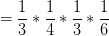 = 1/3 * 1/4 * 1/3 * 1/6